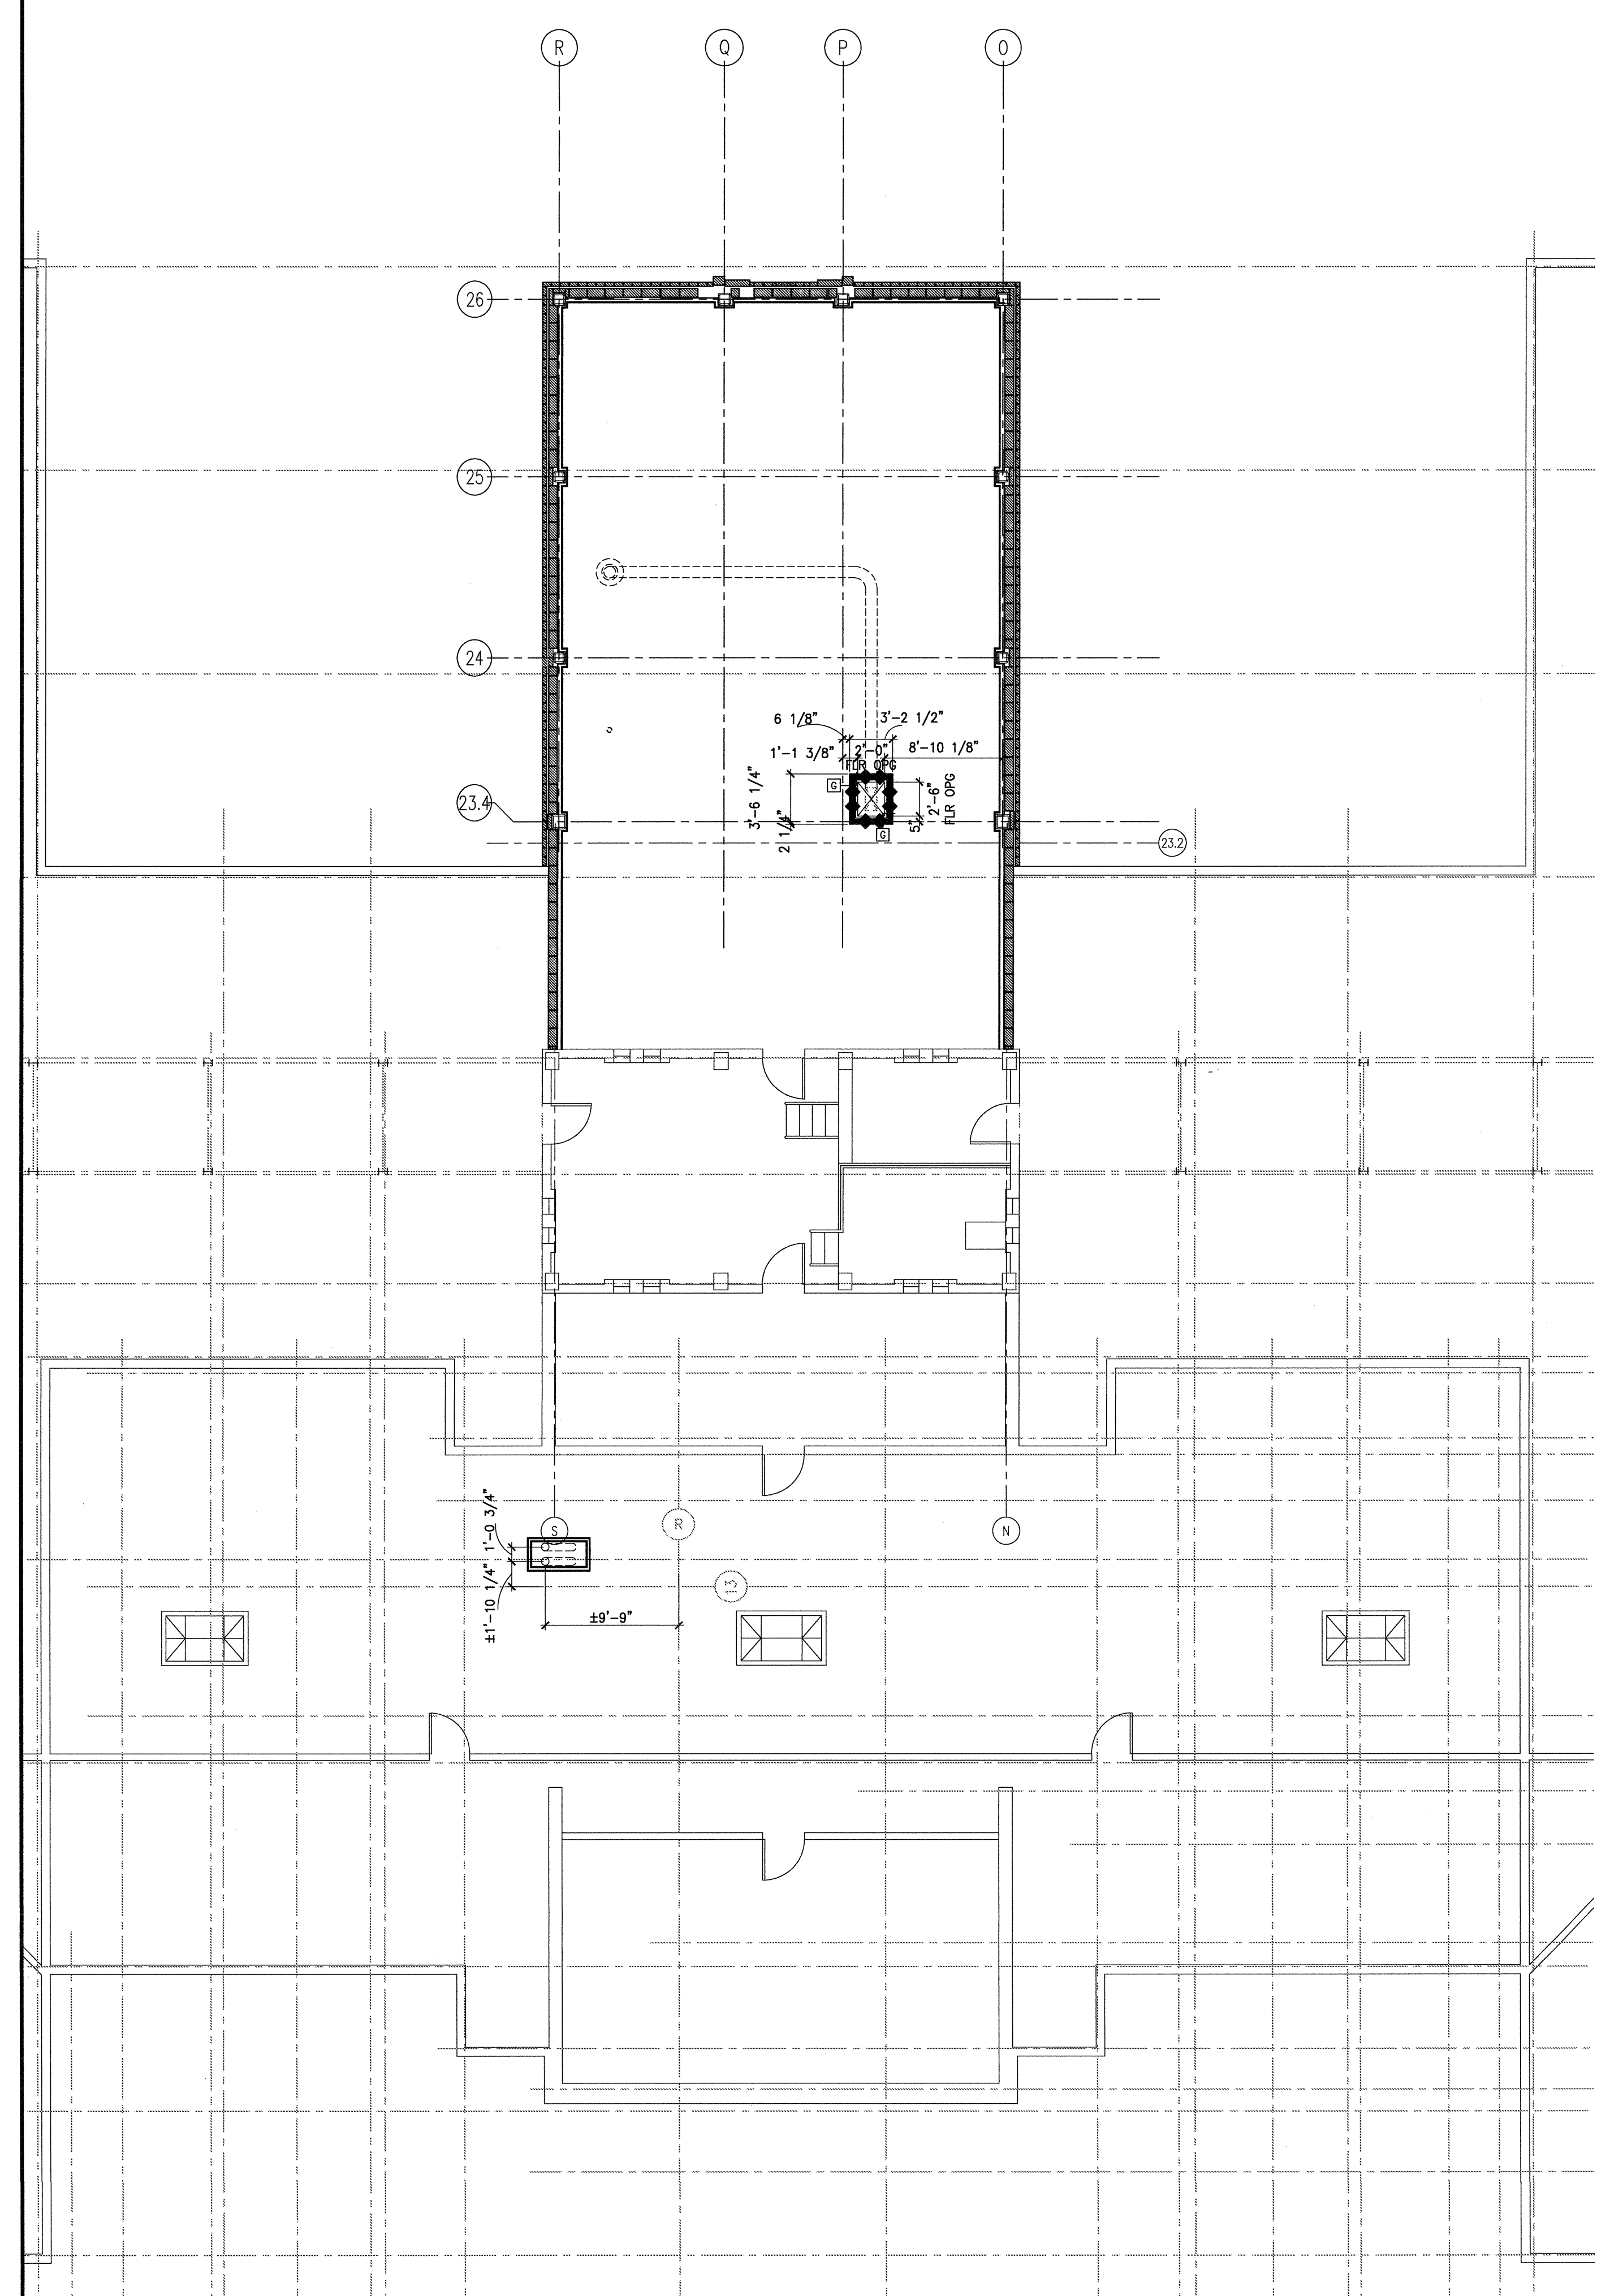 R Q P O
26
25
24
6 1/8" 3'-2 1/2"
1'-1 3/8" 2'-0" 8'-10 1/8"
FLR OPG
3'-6 1/4"
2 1/4"
G
5"
2'-6"
FLR OPG
G
23.4
23.2
S
R
N
1'-0 3/4"
±1'-10 1/4"
13
±9'-9"